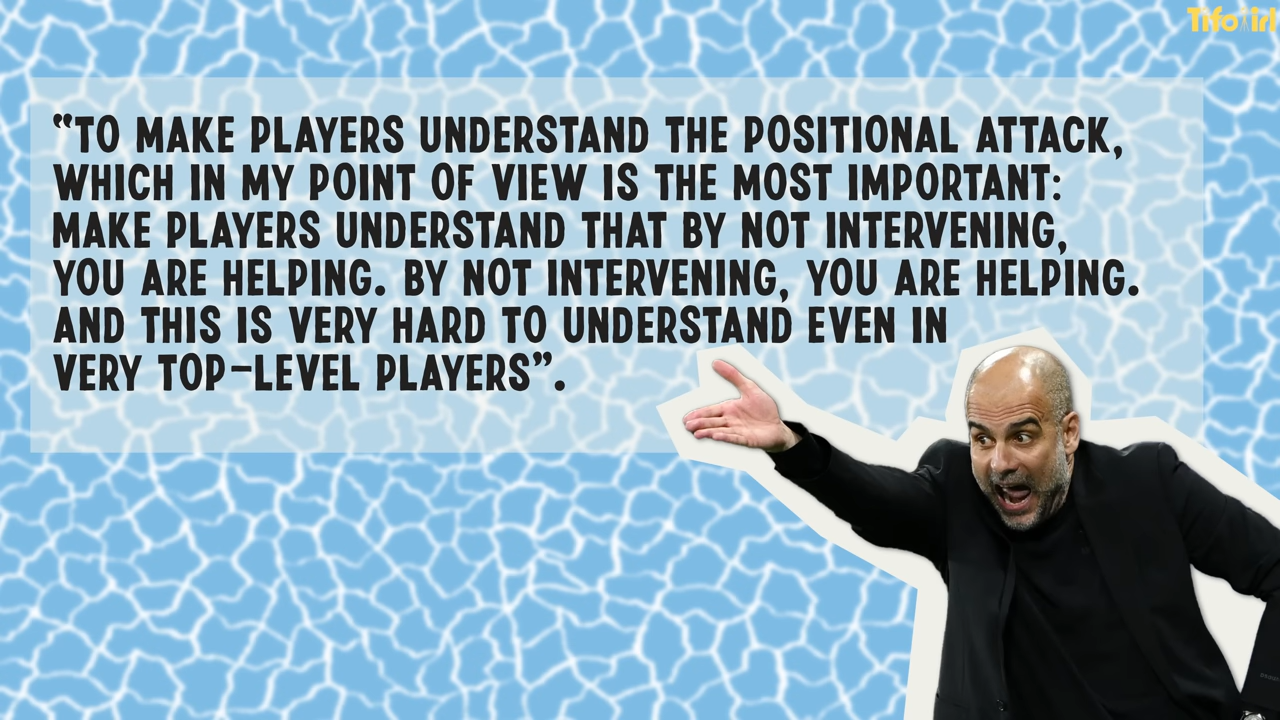 Tifo irl
“TO MAKE PLAYERS UNDERSTAND THE POSITIONAL ATTACK,
WHICH IN MY POINT OF VIEW IS THE MOST IMPORTANT:
MAKE PLAYERS UNDERSTAND THAT BY NOT INTERVENING,
YOU ARE HELPING. BY NOT INTERVENING, YOU ARE HELPING.
AND THIS IS VERY HARD TO UNDERSTAND EVEN IN
VERY TOP-LEVEL PLAYERS”.